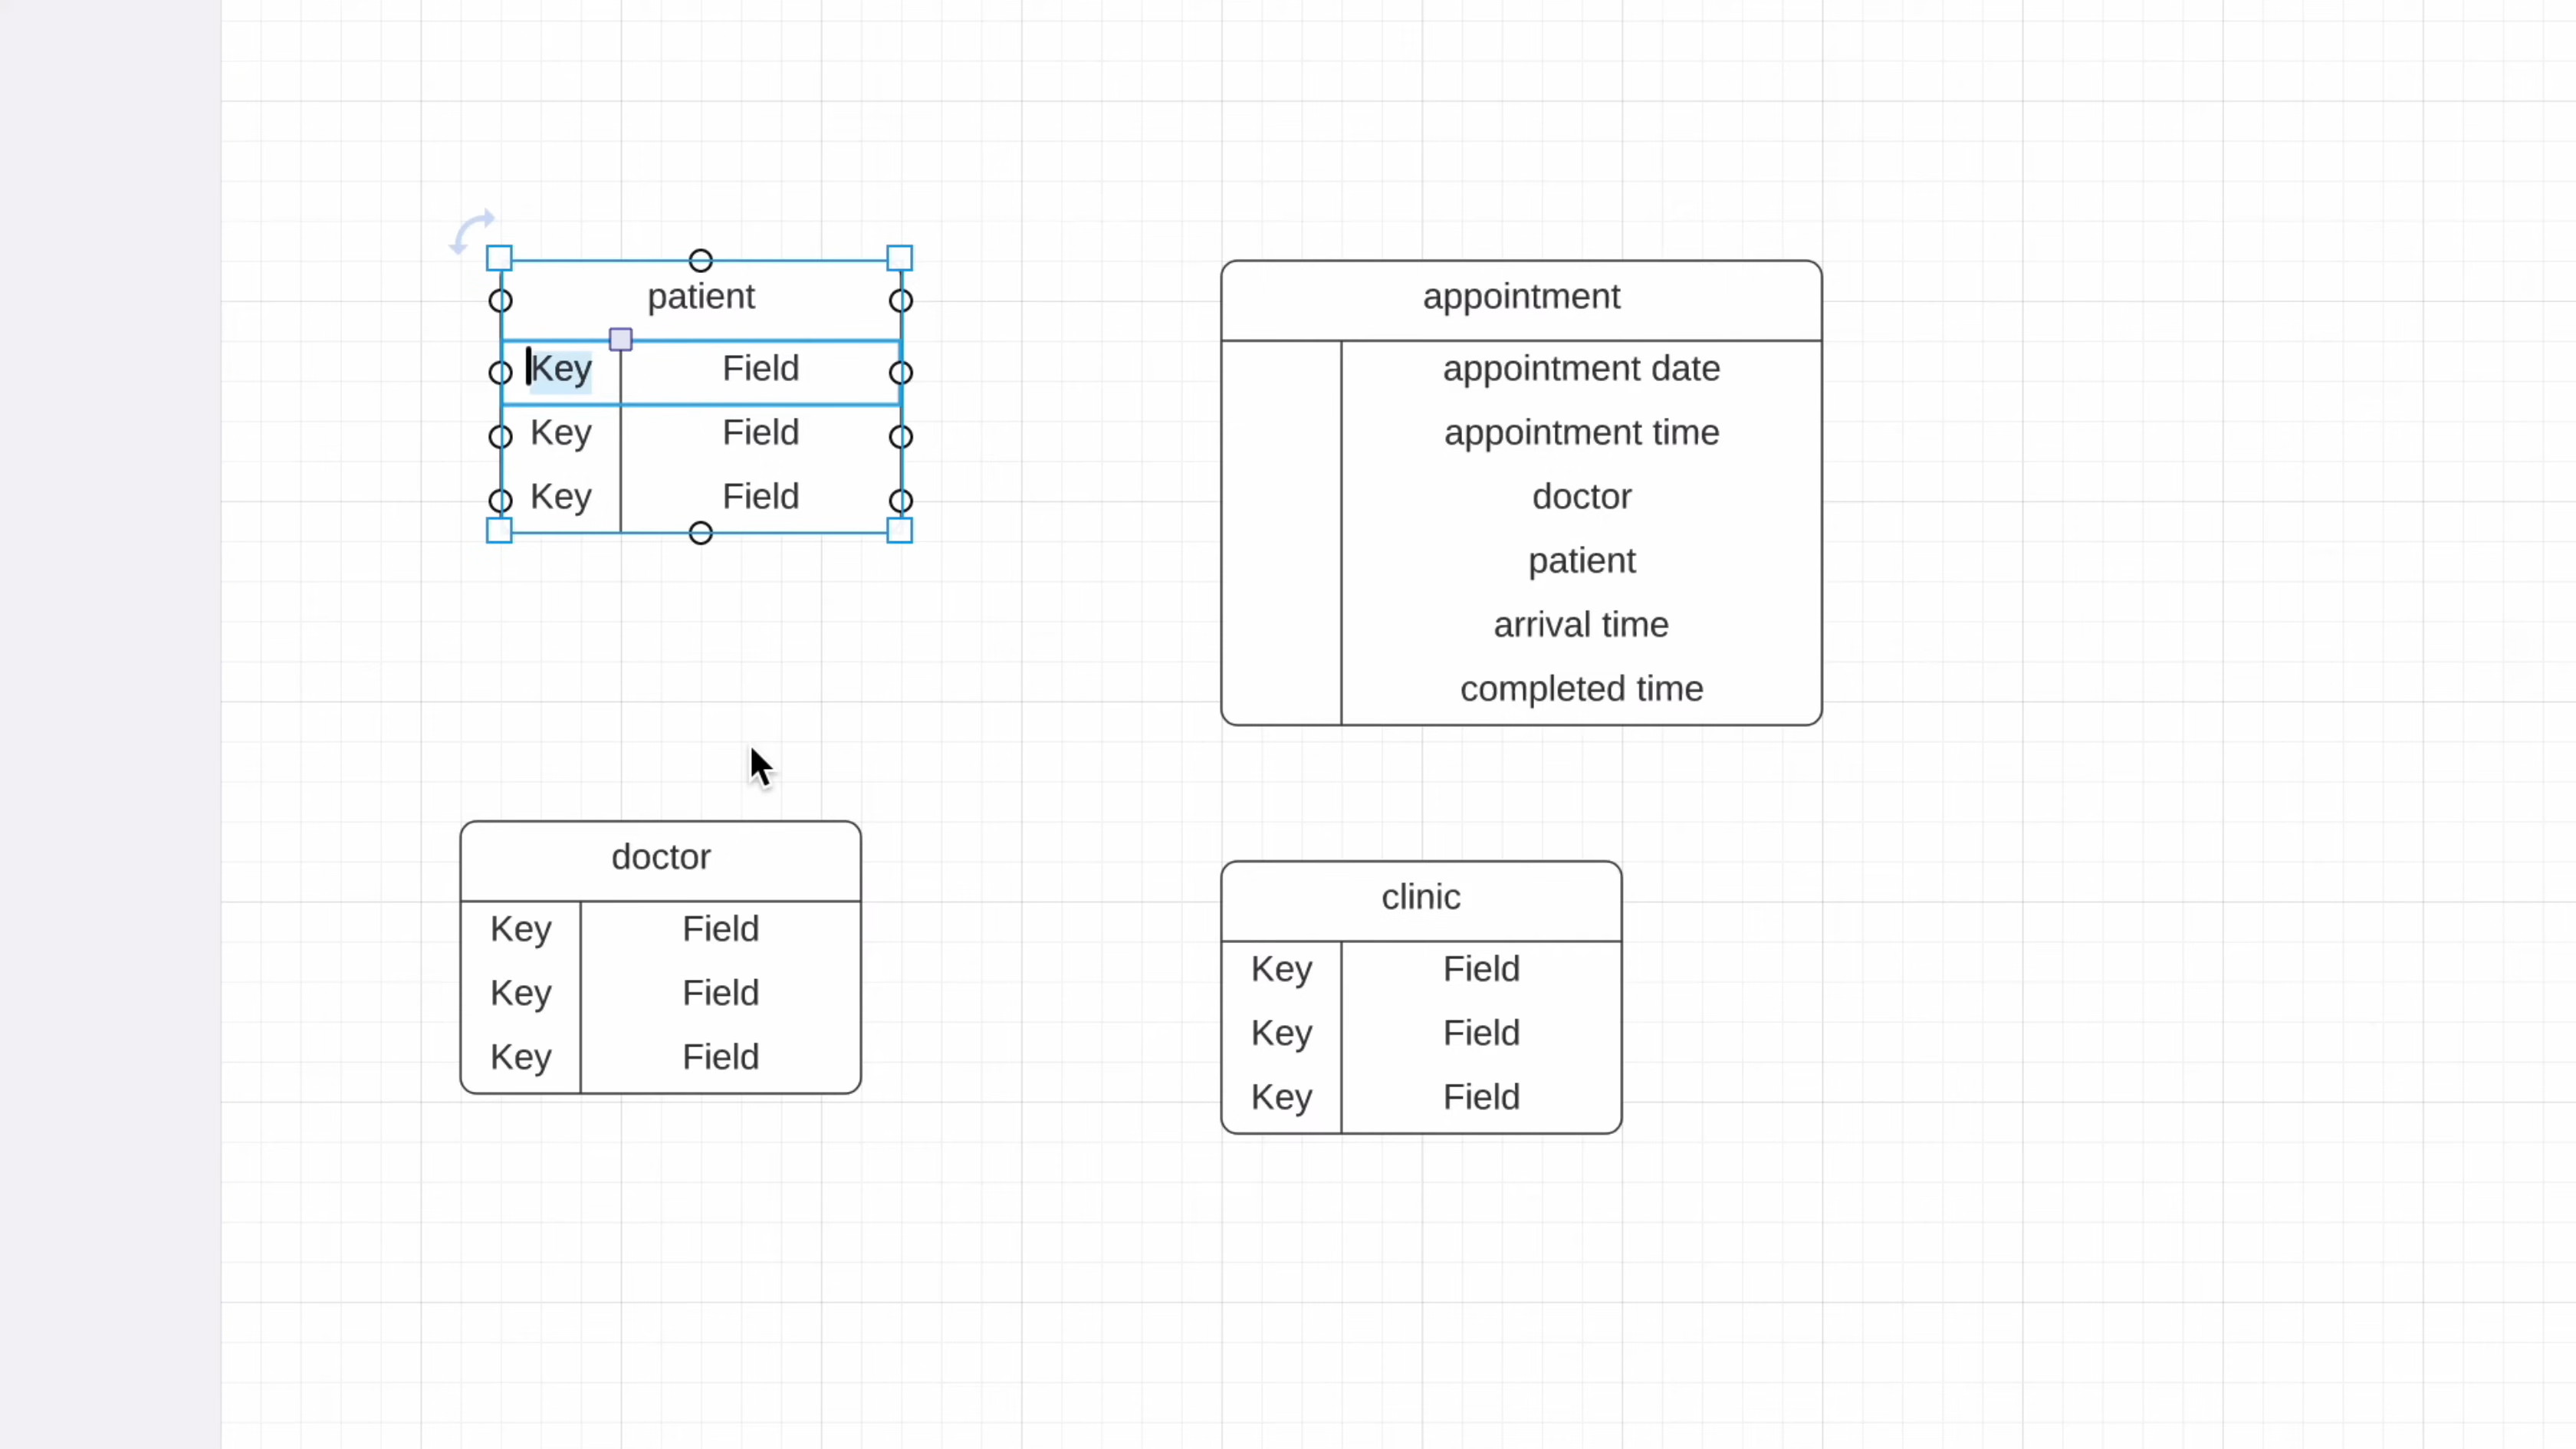 patient
Key Field
Key Field
Key Field
appointment
appointment date
appointment time
doctor
patient
arrival time
completed time
doctor
Key Field
Key Field
Key Field
clinic
Key Field
Key Field
Key Field